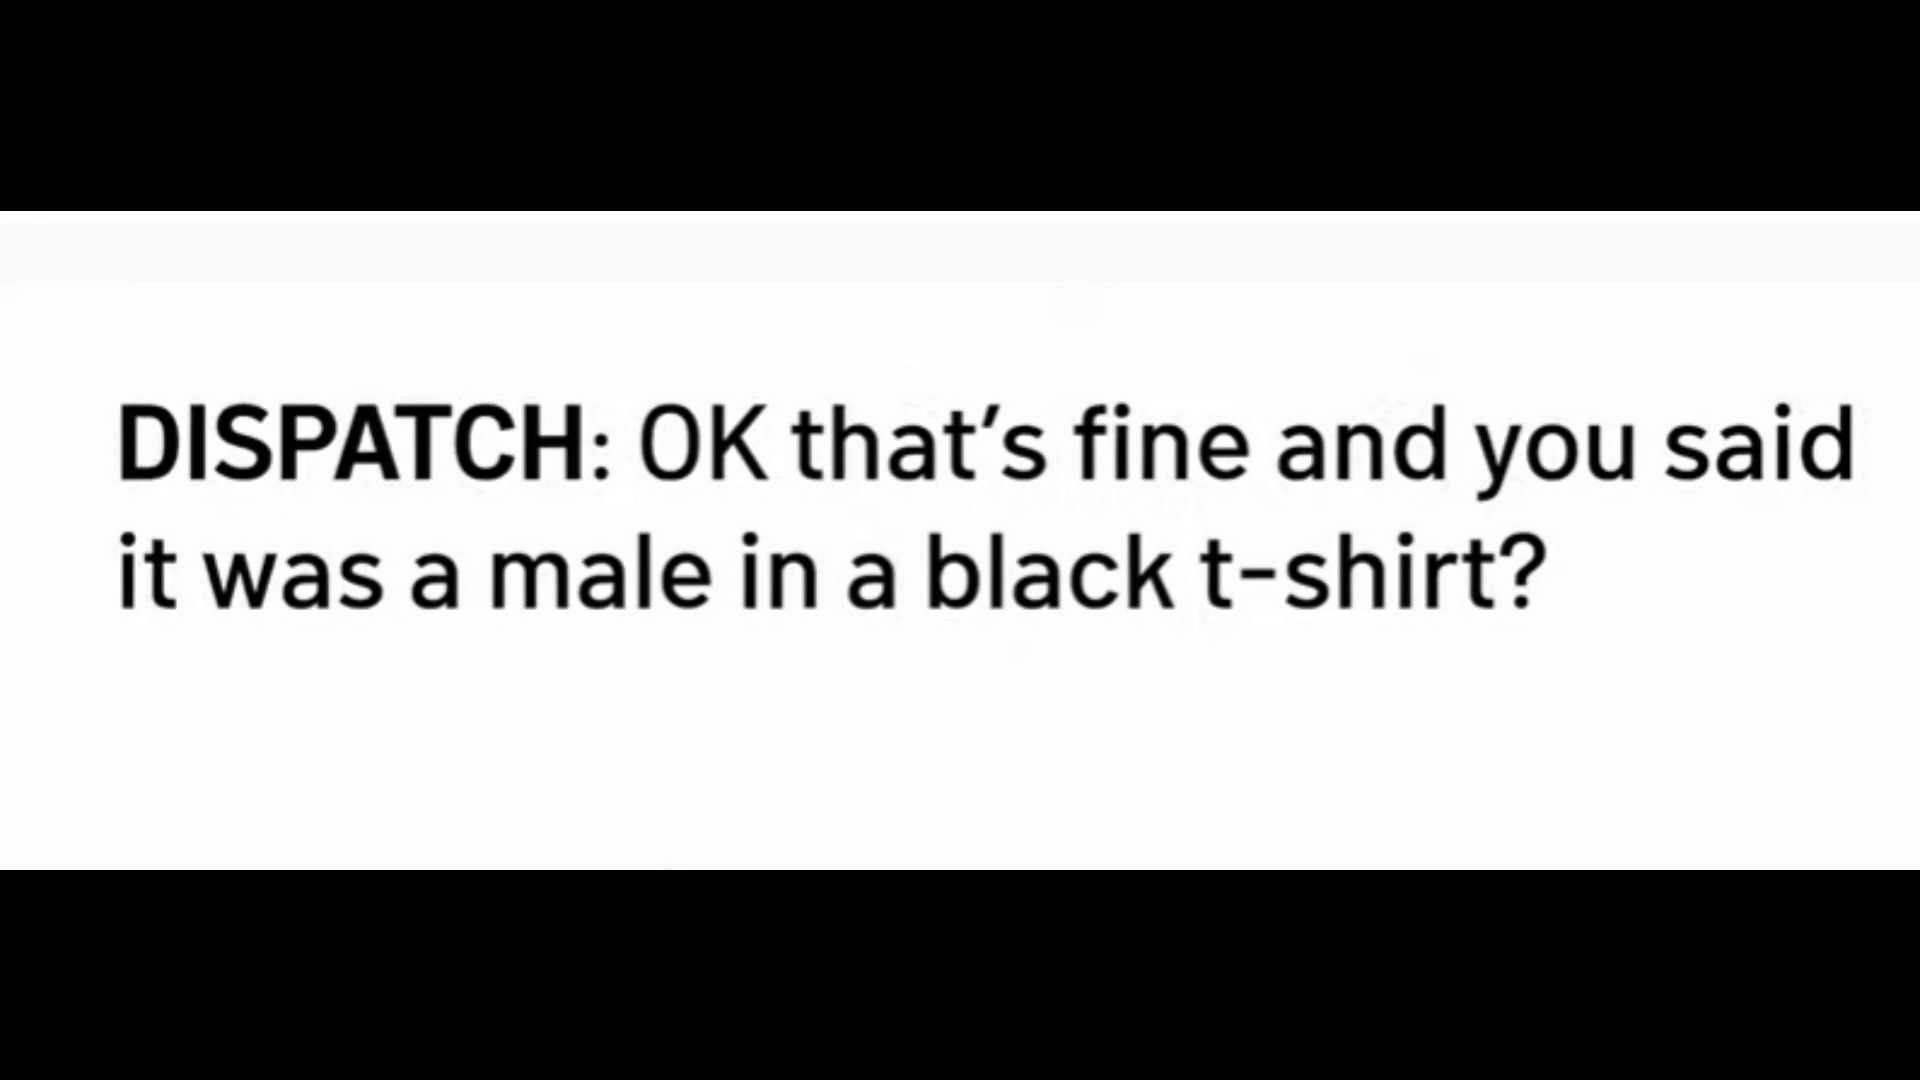 DISPATCH: OK that’s fine and you said
it was a male in a black t-shirt?